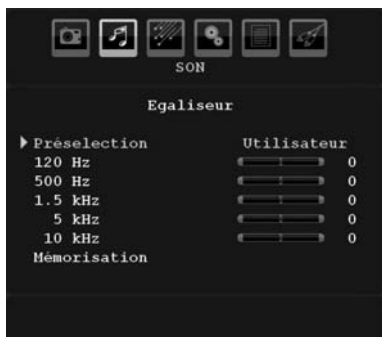 SON
Egaliseur
Préselection Utilisateur
120 Hz 0
500 Hz 0
1.5 kHz 0
5 kHz 0
10 kHz 0
Mémorisation